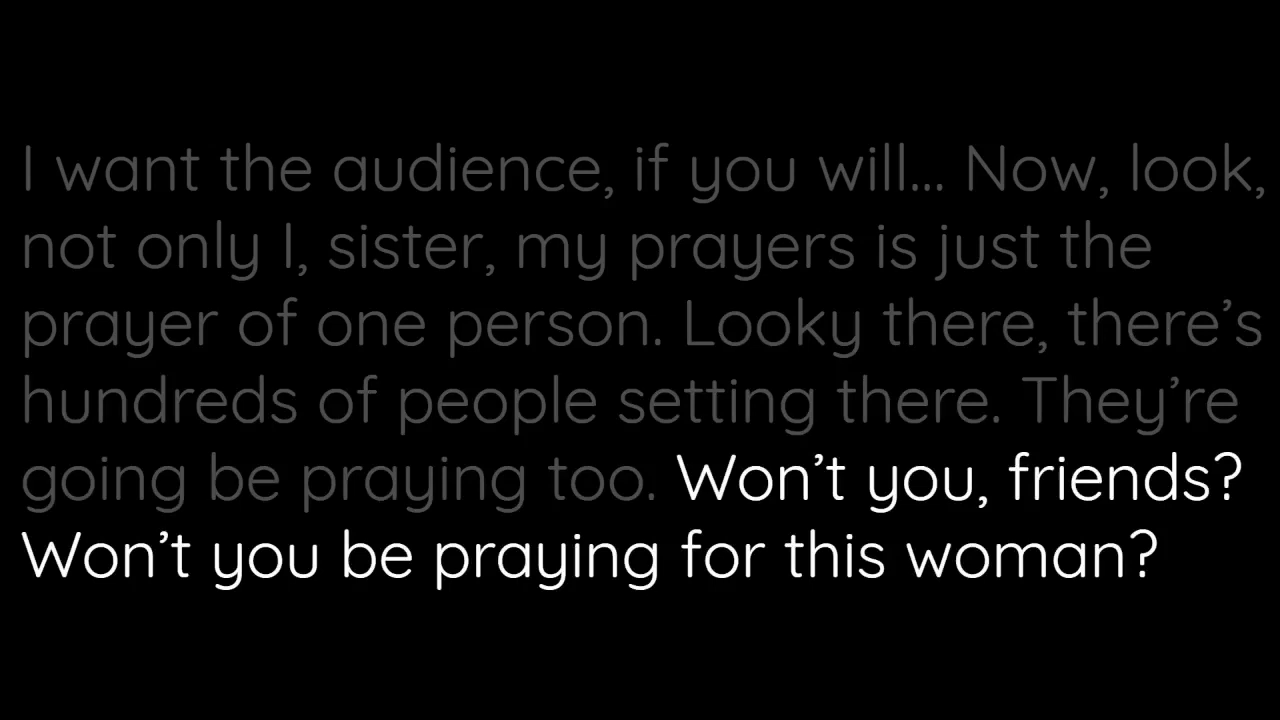 I want the audience, if you will... Now, look,
not only I, sister, my prayers is just the
prayer of one person. Looky there, there’s
hundreds of people setting there. They’re
going be praying too. Won’t you, friends?
Won’t you be praying for this woman?